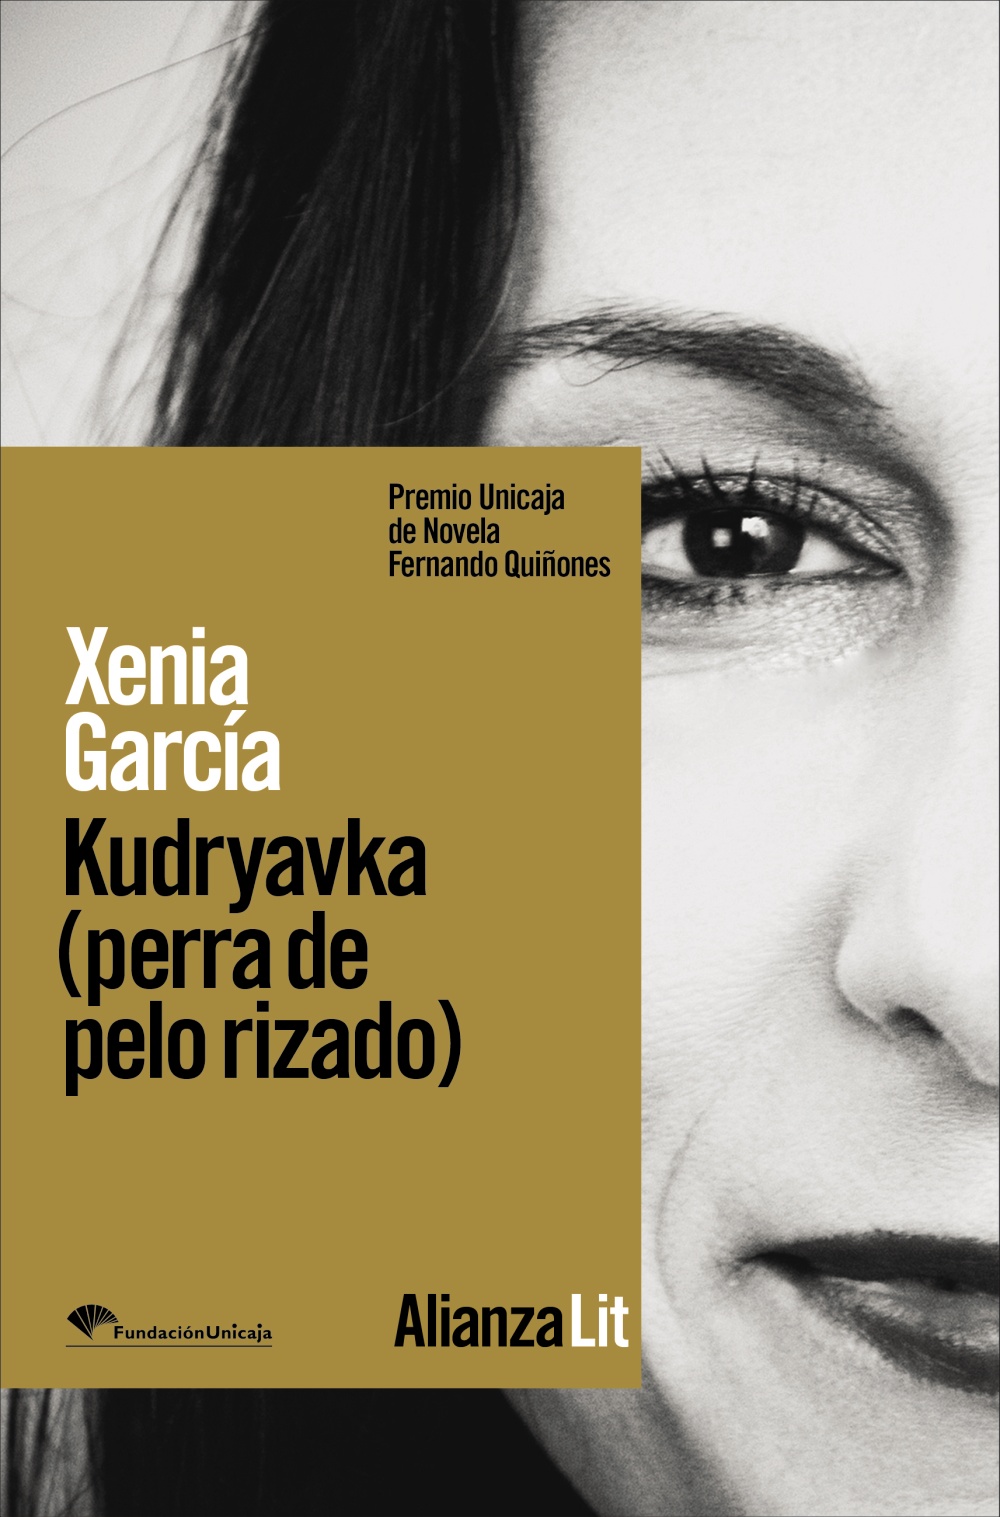 Premio Unicaja
de Novela
Fernando Quiñones
Xenia
García
Kudryavka
(perra de
pelo rizado)
FundaciónUnicaja
AlianzaLit